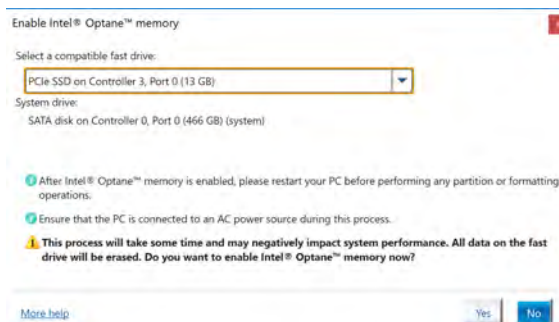 Enable Intel® Optane™ memory
Select a compatible fast drive:
PCIe SSD on Controller 3, Port 0 (13 GB)
System drive:
SATA disk on Controller 0, Port 0 (466 GB) (system)
After Intel® Optane™ memory is enabled, please restart your PC before performing any partition or formatting
operations.
Ensure that the PC is connected to an AC power source during this process.
This process will take some time and may negatively impact system performance. All data on the fast
drive will be erased. Do you want to enable Intel® Optane™ memory now?
More help
Yes
No